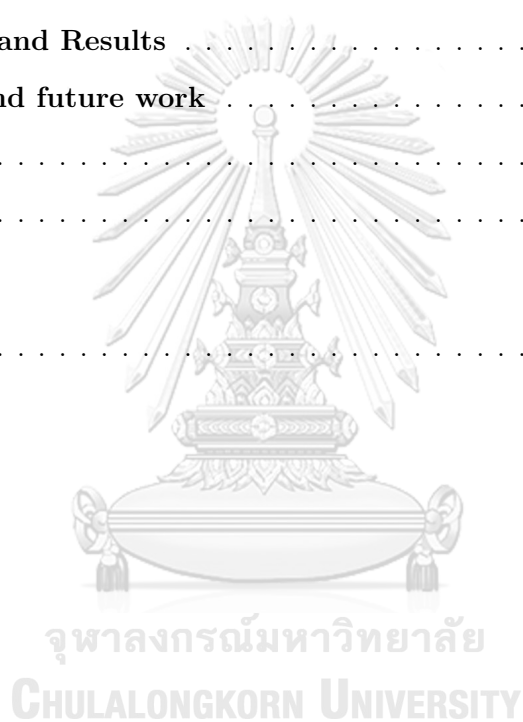 and Results . . . . . . . . . . . . . . . . .
nd future work . . . . . . . . . . . . . . .
. . . . . . . . . . . . . . . . . . . . . . . .
. . . . . . . . . . . . . . . . . . . . . . . .
. . . . . . . . . . . . . . . . . . . . . . . .
จุฬาลงกรณ์มหาวิทยาลัย
CHULALONGKORN UNIVERSITY